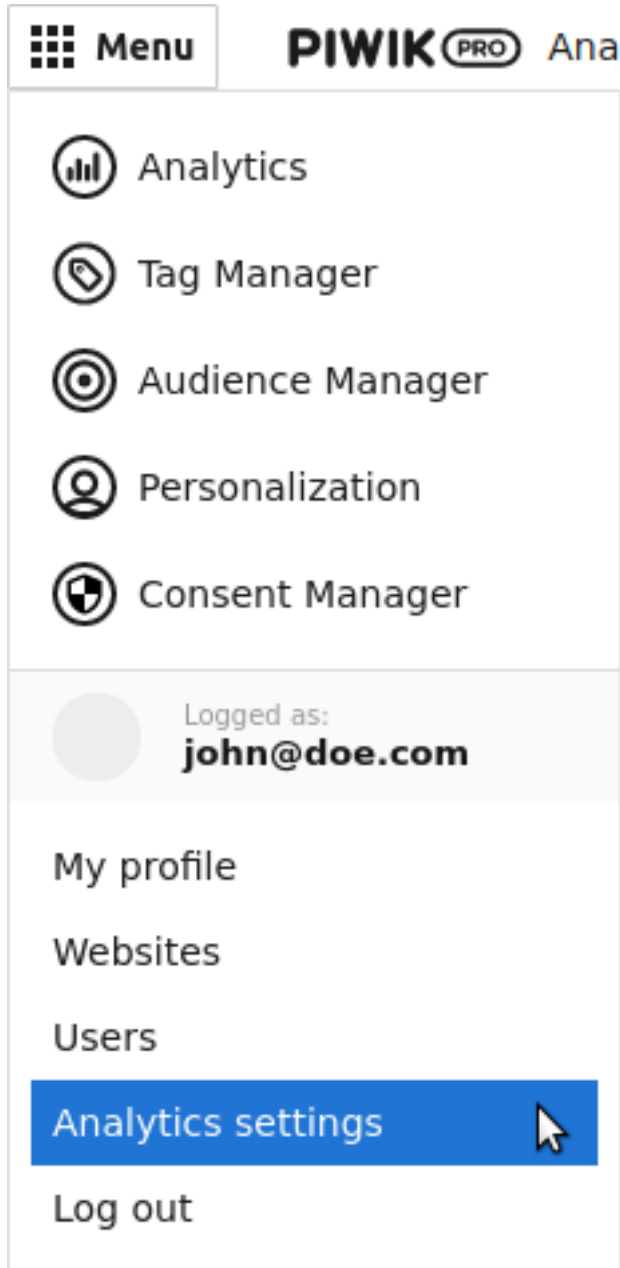 Menu PIWIK PRO Ana
Analytics
Tag Manager
Audience Manager
Personalization
Consent Manager
Logged as:
john@doe.com
My profile
Websites
Users
Analytics settings
Log out